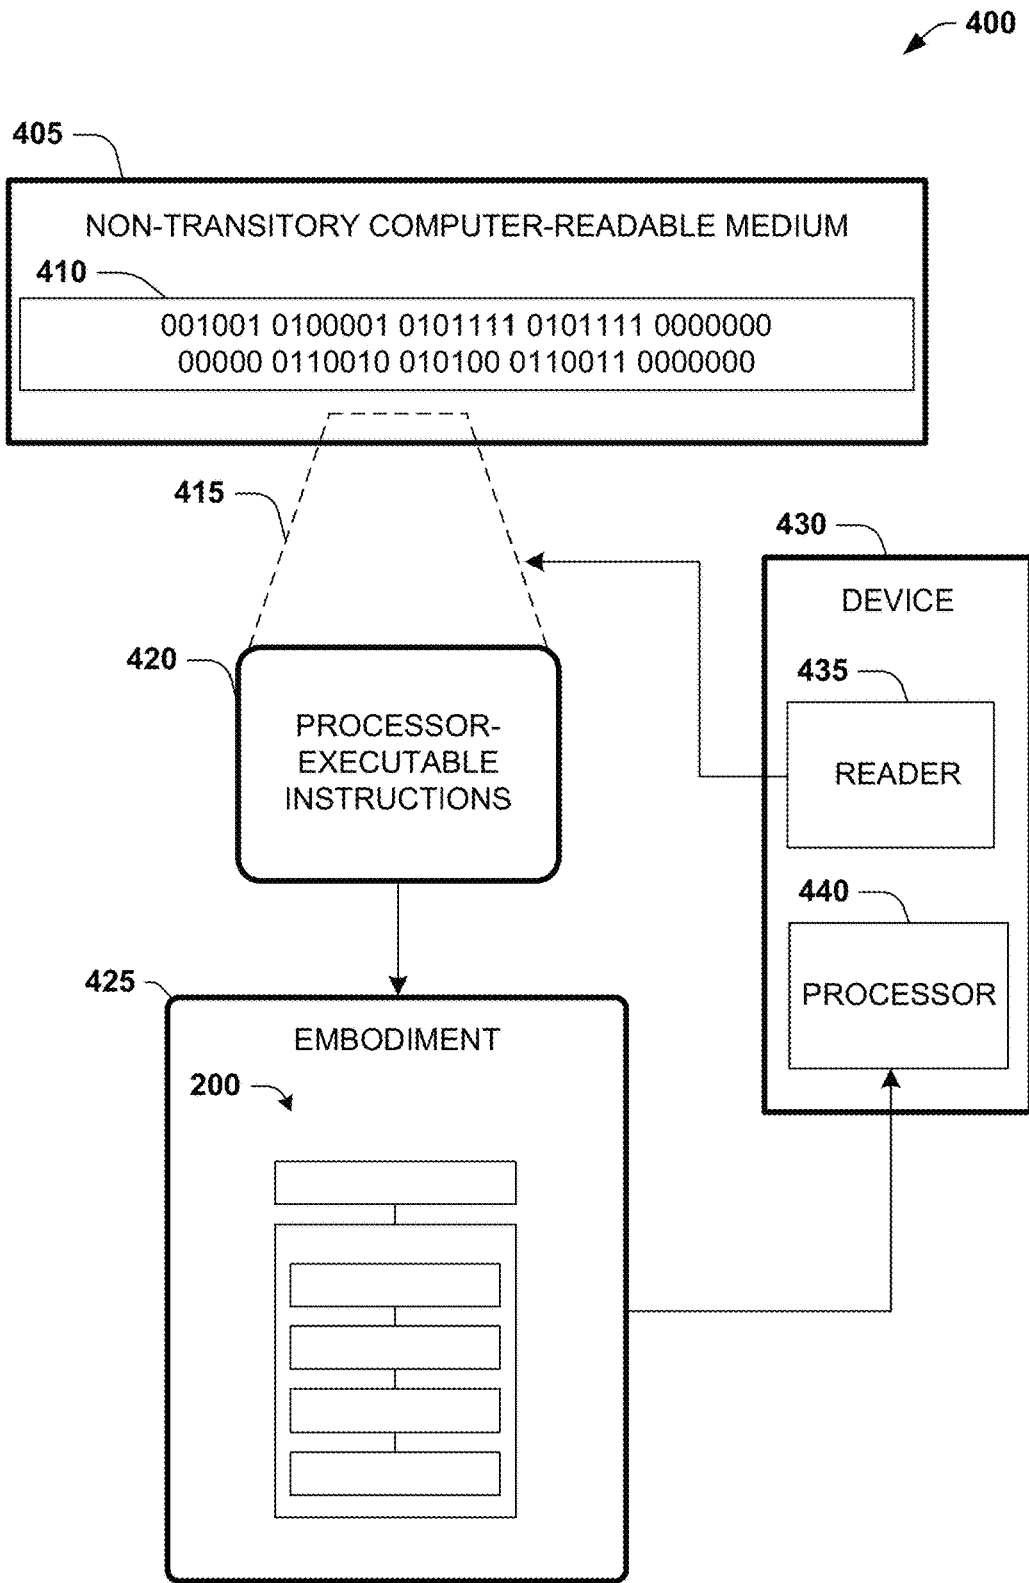 400
405
NON-TRANSITORY COMPUTER-READABLE MEDIUM
410
001001 0100001 0101111 0101111 0000000
00000 0110010 010100 0110011 0000000
415
430
DEVICE
420
435
PROCESSOR-
EXECUTABLE
INSTRUCTIONS
READER
440
425
PROCESSOR
EMBODIMENT
200